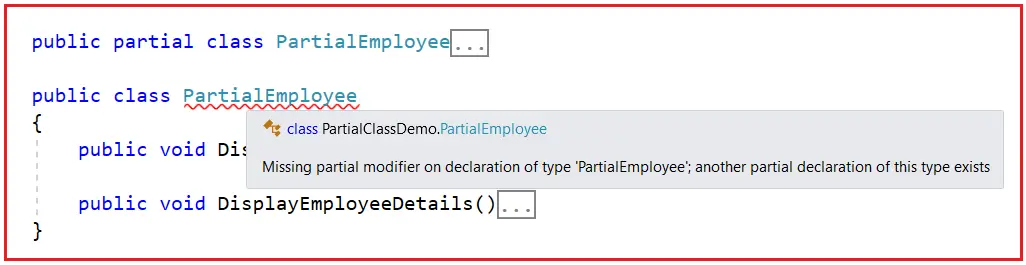 public partial class PartialEmployee...
public class PartialEmployee
{
class PartialClassDemo.PartialEmployee
public void Dis
Missing partial modifier on declaration of type 'PartialEmployee'; another partial declaration of this type exists
public void DisplayEmployeeDetails()...
}